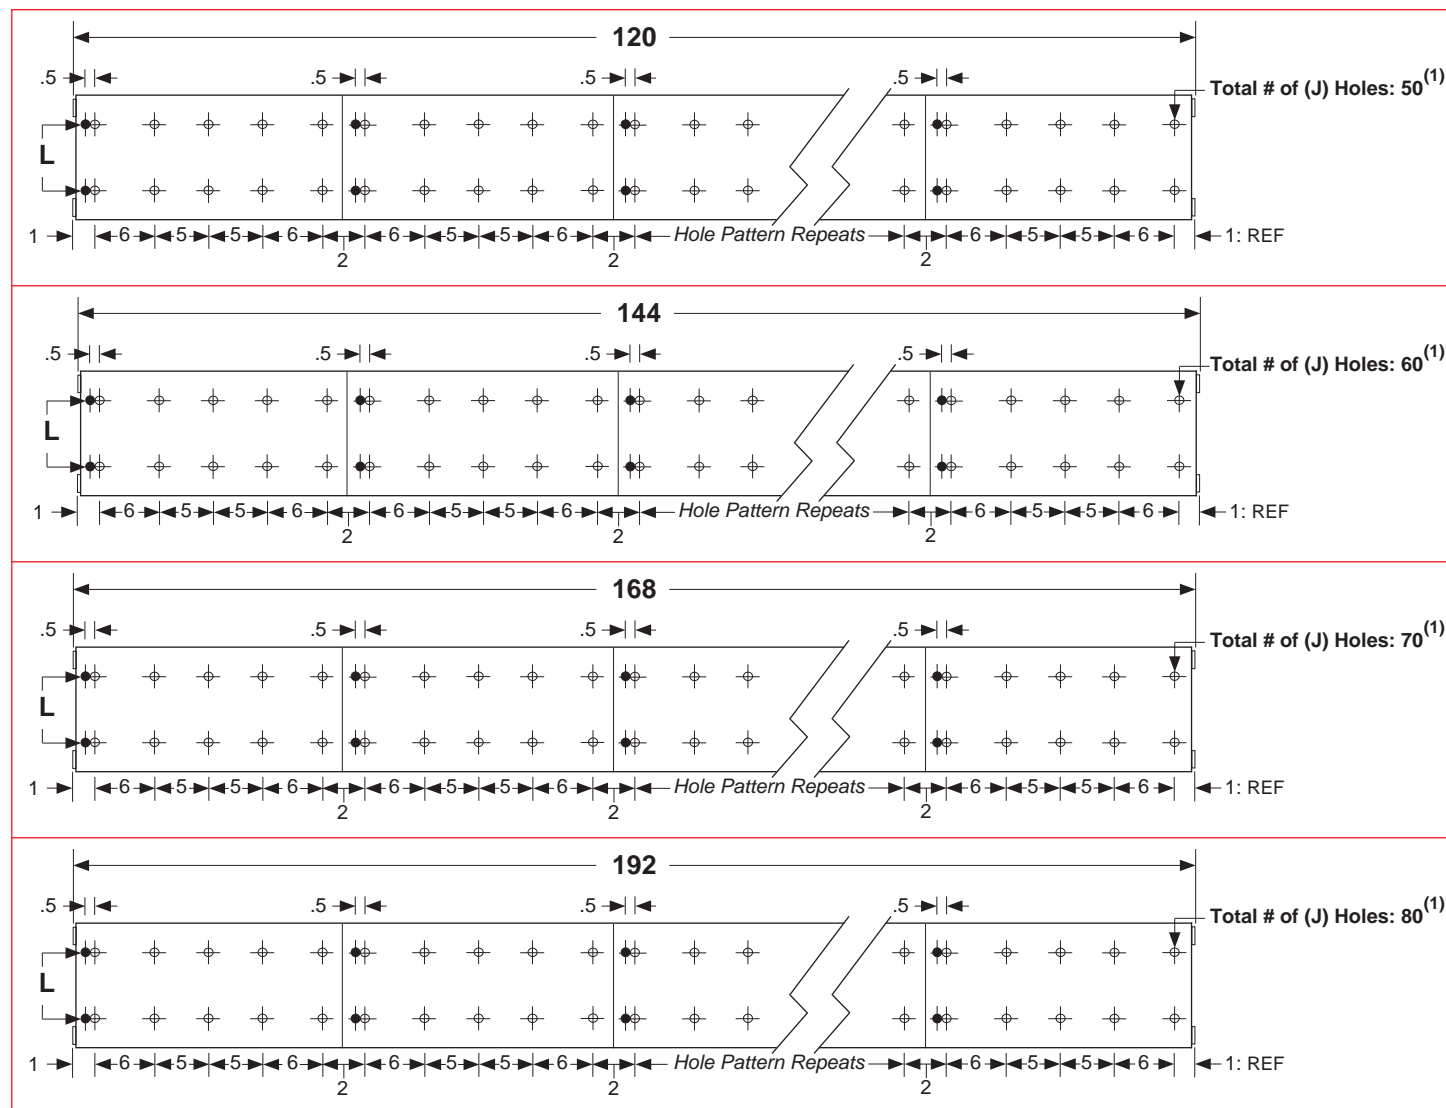 120
.5 .5 .5 .5
Total # of (J) Holes: 50(1)
L
1 6 5 5 6 6 5 5 6 Hole Pattern Repeats 6 5 5 6 1: REF
2 2 2
144
.5 .5 .5 .5
Total # of (J) Holes: 60(1)
L
1 6 5 5 6 6 5 5 6 Hole Pattern Repeats 6 5 5 6 1: REF
2 2 2
168
.5 .5 .5 .5
Total # of (J) Holes: 70(1)
L
1 6 5 5 6 6 5 5 6 Hole Pattern Repeats 6 5 5 6 1: REF
2 2 2
192
.5 .5 .5 .5
Total # of (J) Holes: 80(1)
L
1 6 5 5 6 6 5 5 6 Hole Pattern Repeats 6 5 5 6 1: REF
2 2 2